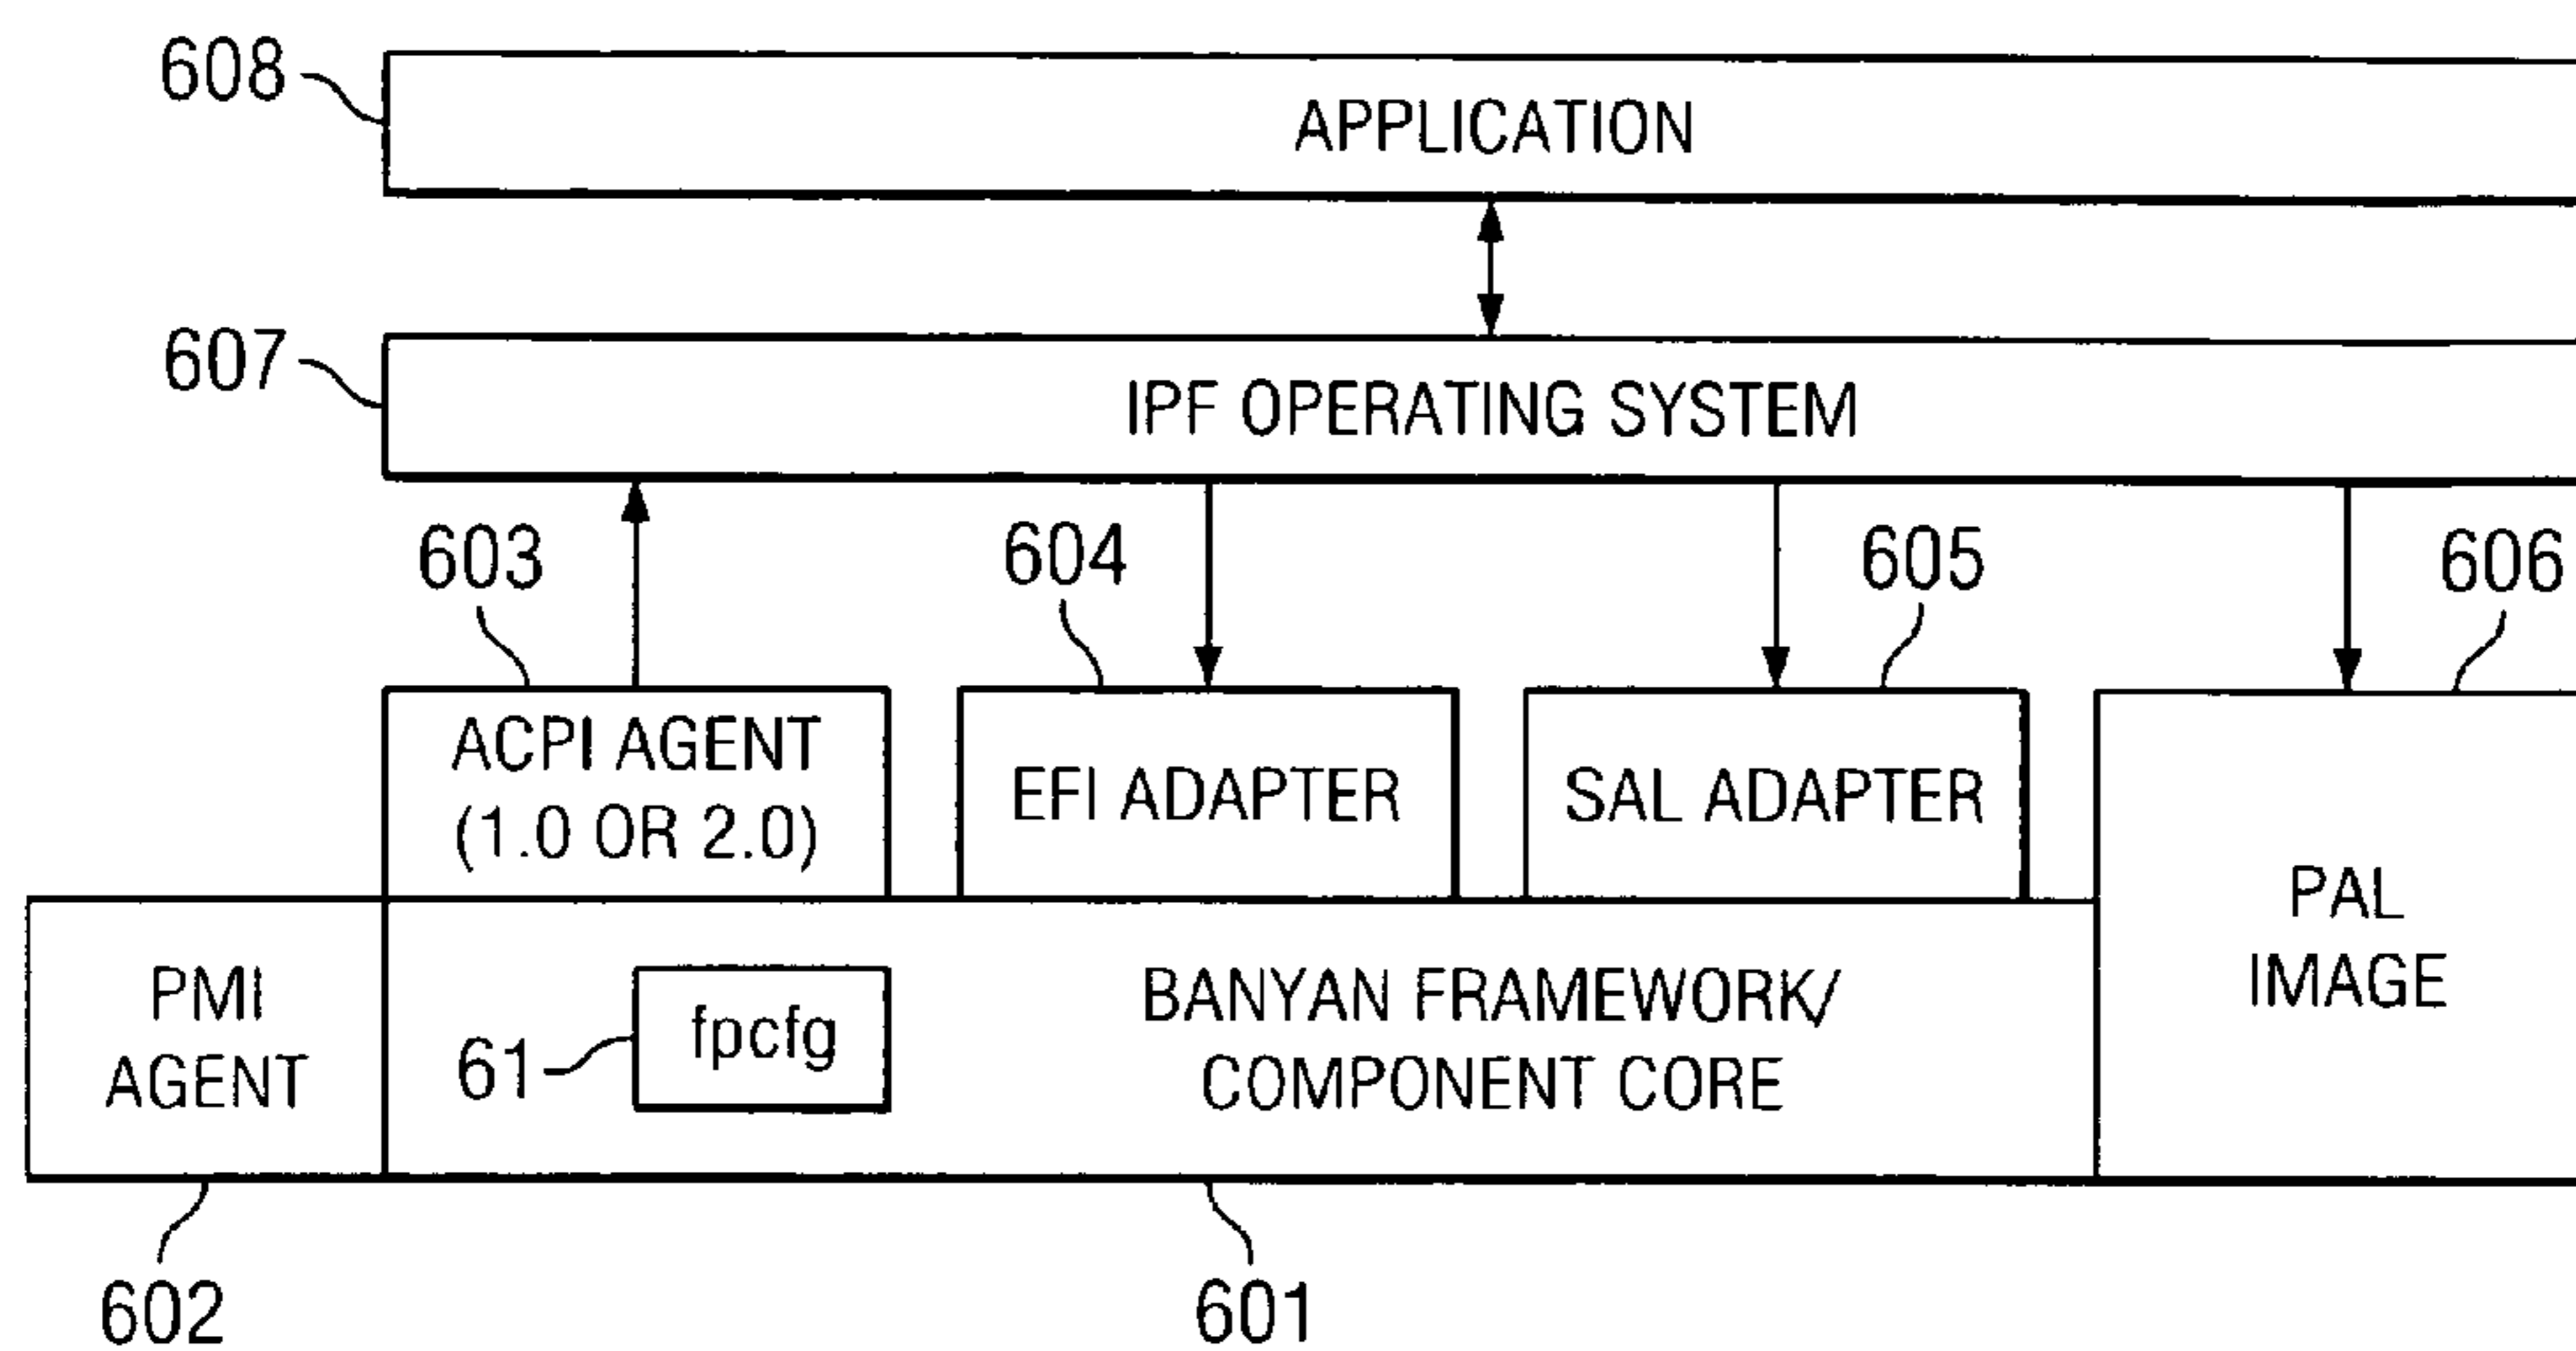 608
APPLICATION
607
IPF OPERATING SYSTEM
603
604
605
606
ACPI AGENT
(1.0 OR 2.0)
EFI ADAPTER
SAL ADAPTER
PAL
IMAGE
PMI
AGENT
61
fpcfg
BANYAN FRAMEWORK/
COMPONENT CORE
602
601